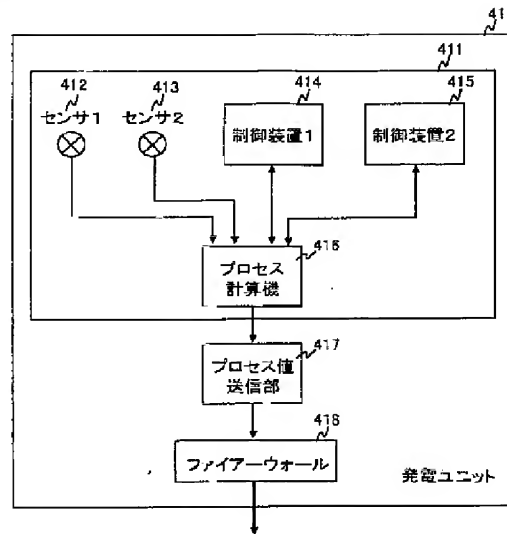 41
411
412
413
414
415
センサ1
センサ2
制御装置1
制御装置2
416
プロセス
計算機
417
プロセス値
送信部
418
ファイアーウォール
発電ユニット